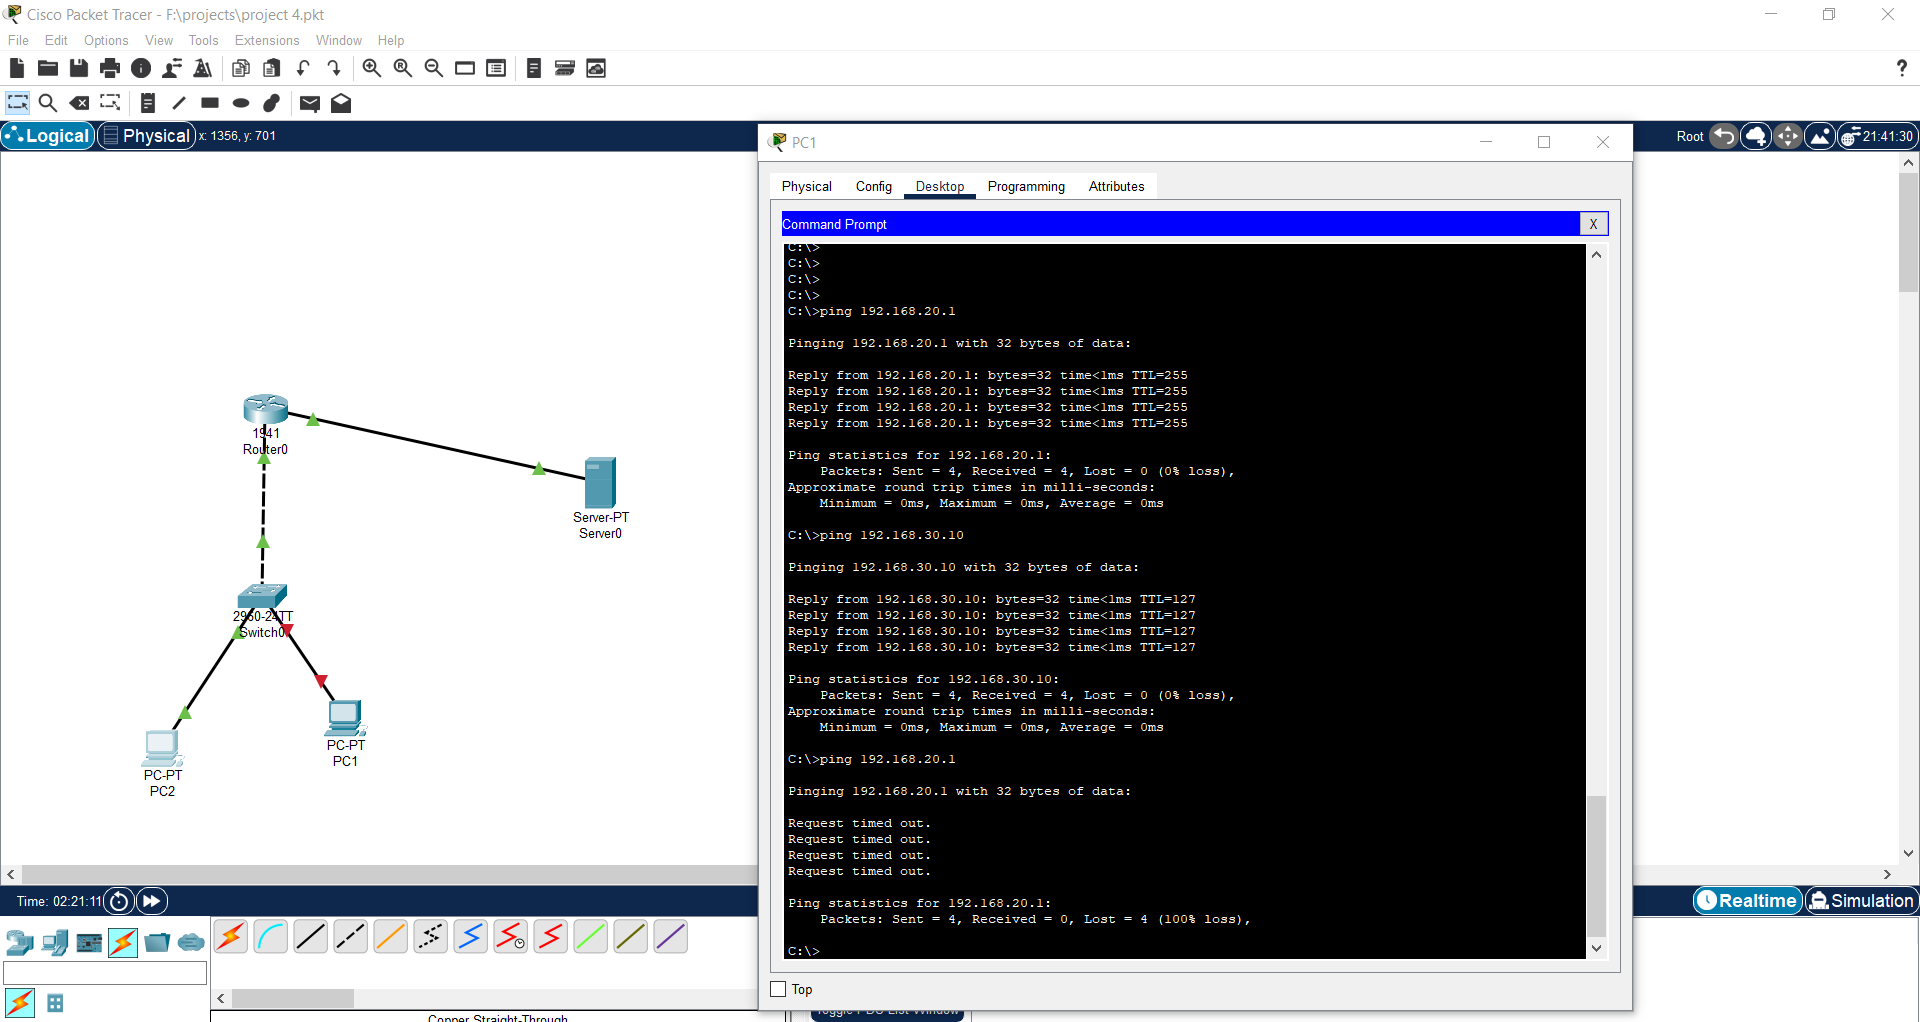 Cisco Packet Tracer - F:\projects\project 4.pkt
File Edit Options View Tools Extensions Window Help
?
Logical Physical x: 1356, y: 701
Root 21:41:30
1941
Router0
Server-PT
Server0
2960-24TT
Switch0
PC-PT
PC1
PC-PT
PC2
PC1
Physical Config Desktop Programming Attributes
Command Prompt X
C:\>
C:\>
C:\>
C:\>
C:\>ping 192.168.20.1
Pinging 192.168.20.1 with 32 bytes of data:
Reply from 192.168.20.1: bytes=32 time<1ms TTL=255
Reply from 192.168.20.1: bytes=32 time<1ms TTL=255
Reply from 192.168.20.1: bytes=32 time<1ms TTL=255
Reply from 192.168.20.1: bytes=32 time<1ms TTL=255
Ping statistics for 192.168.20.1:
Packets: Sent = 4, Received = 4, Lost = 0 (0% loss),
Approximate round trip times in milli-seconds:
Minimum = 0ms, Maximum = 0ms, Average = 0ms
C:\>ping 192.168.30.10
Pinging 192.168.30.10 with 32 bytes of data:
Reply from 192.168.30.10: bytes=32 time<1ms TTL=127
Reply from 192.168.30.10: bytes=32 time<1ms TTL=127
Reply from 192.168.30.10: bytes=32 time<1ms TTL=127
Reply from 192.168.30.10: bytes=32 time<1ms TTL=127
Ping statistics for 192.168.30.10:
Packets: Sent = 4, Received = 4, Lost = 0 (0% loss),
Approximate round trip times in milli-seconds:
Minimum = 0ms, Maximum = 0ms, Average = 0ms
C:\>ping 192.168.20.1
Pinging 192.168.20.1 with 32 bytes of data:
Request timed out.
Request timed out.
Request timed out.
Request timed out.
Ping statistics for 192.168.20.1:
Packets: Sent = 4, Received = 0, Lost = 4 (100% loss),
C:\>
Top
Time: 02:21:11
Realtime Simulation
Copper Straight-Through
Toggle PDU List Window